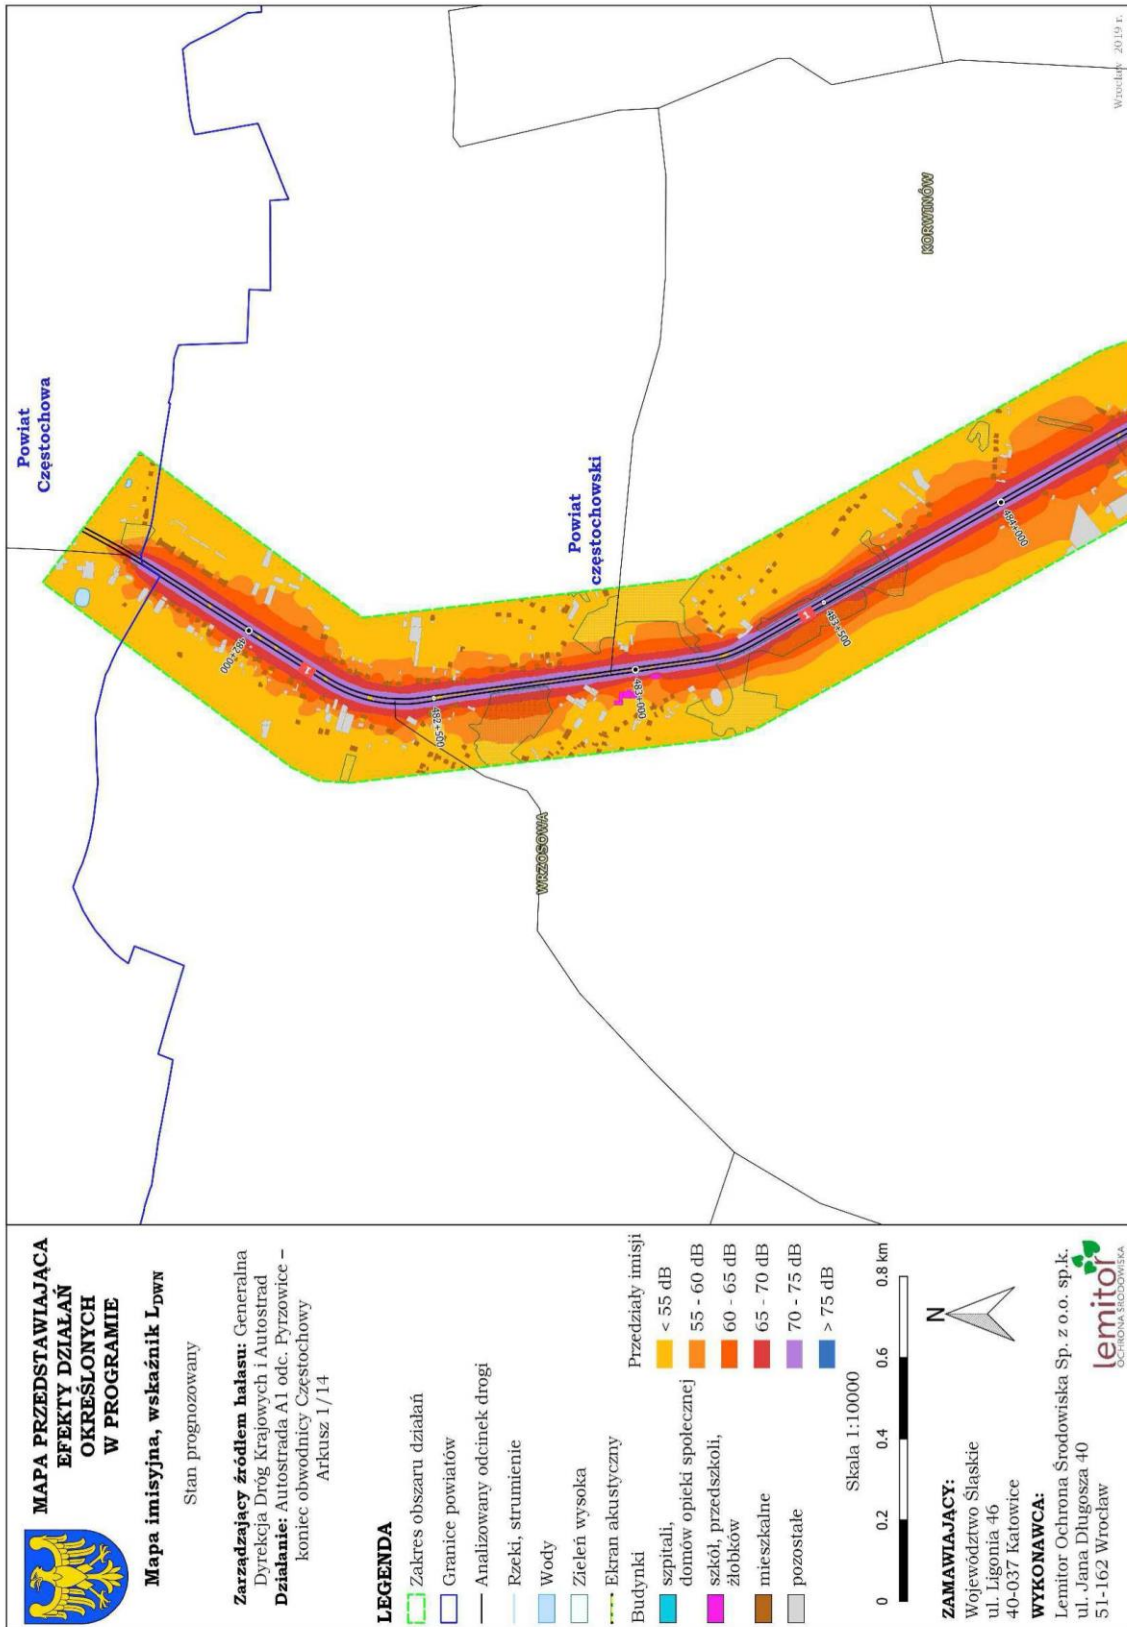 MAPA PRZEDSTAWIAJĄCA
EFEKTY DZIAŁAŃ
OKREŚLONYCH
W PROGRAMIE
Mapa imisyjna, wskaźnik LDWN
Stan prognozowany
Zarządzający źródłem hałasu: Generalna
Dyrekcja Dróg Krajowych i Autostrad
Działanie: Autostrada A1 odc. Pyrzowice –
koniec obwodnicy Częstochowy
Arkusz 1/14
LEGENDA
Zakres obszaru działań
Granice powiatów
Analizowany odcinek drogi
Rzeki, strumienie
Wody
Zieleń wysoka
Ekran akustyczny
Budynki
szpitali,
domów opieki społecznej
szkół, przedszkoli,
żłobków
mieszkalne
pozostałe
Przedziały imisji
< 55 dB
55 - 60 dB
60 - 65 dB
65 - 70 dB
70 - 75 dB
> 75 dB
Skala 1:10000
0 0.2 0.4 0.6 0.8 km
N
ZAMAWIAJĄCY:
Województwo Śląskie
ul. Ligonia 46
40-037 Katowice
WYKONAWCA:
Lemitor Ochrona Środowiska Sp. z o.o. sp.k.
ul. Jana Długosza 40
51-162 Wrocław
lemitor
OCHRONA ŚRODOWISKA
Powiat
Częstochowa
482+000
1
482+500
WRZOSOWA
Powiat
częstochowski
483+000
1
483+500
484+000
KORWINÓW
Wrocław 2019 r.